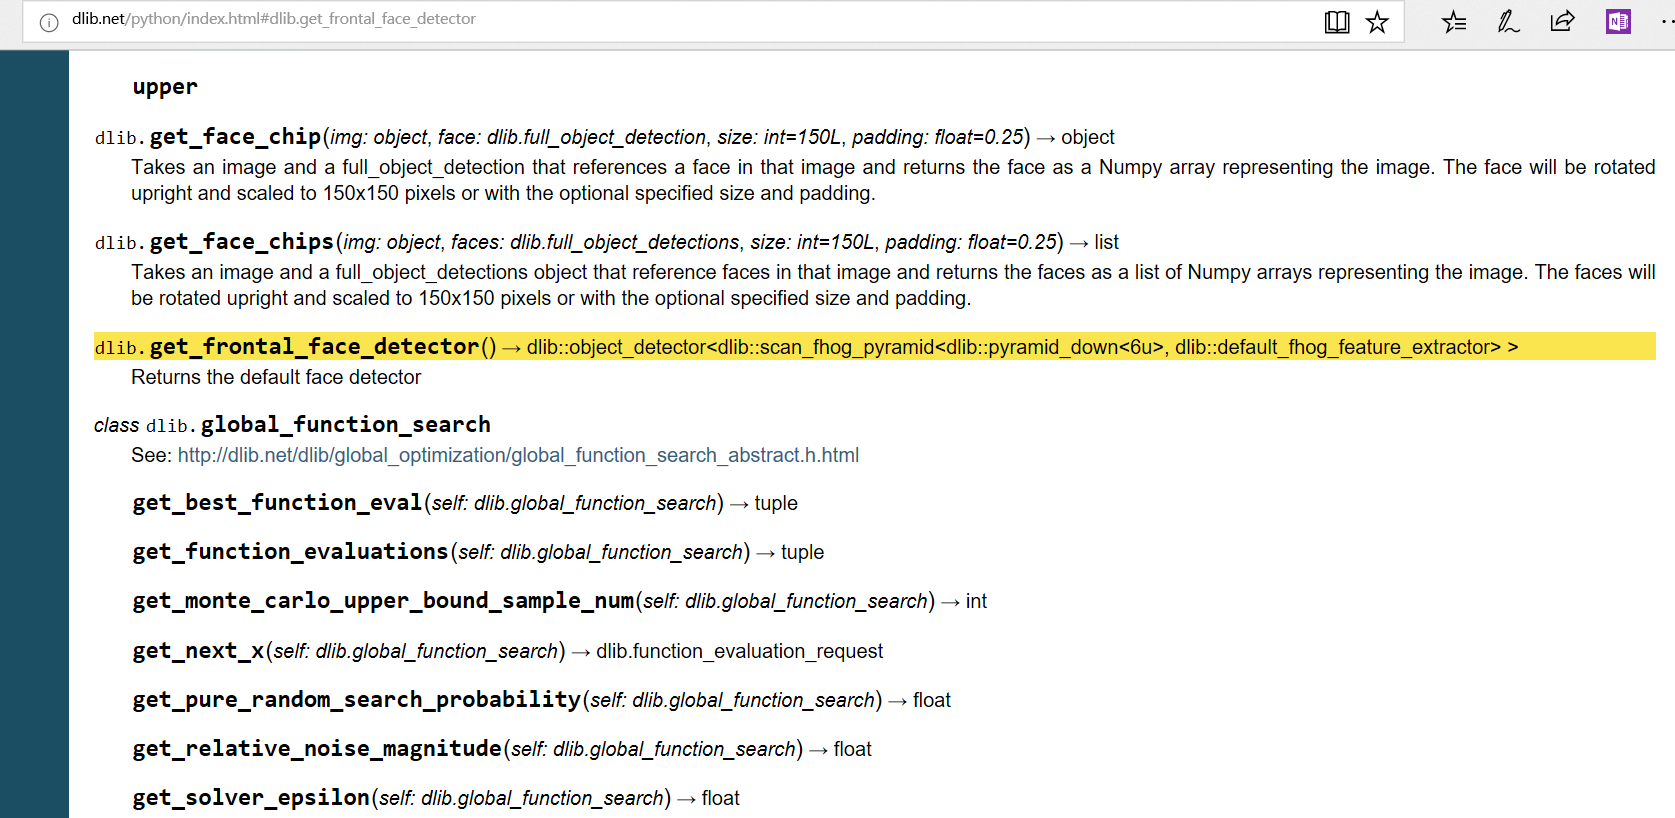 dlib.net/python/index.html#dlib.get_frontal_face_detector
upper
dlib.get_face_chip(img: object, face: dlib.full_object_detection, size: int=150L, padding: float=0.25) → object
Takes an image and a full_object_detection that references a face in that image and returns the face as a Numpy array representing the image. The face will be rotated
upright and scaled to 150x150 pixels or with the optional specified size and padding.
dlib.get_face_chips(img: object, faces: dlib.full_object_detections, size: int=150L, padding: float=0.25) → list
Takes an image and a full_object_detections object that reference faces in that image and returns the faces as a list of Numpy arrays representing the image. The faces will
be rotated upright and scaled to 150x150 pixels or with the optional specified size and padding.
dlib.get_frontal_face_detector() → dlib::object_detector<dlib::scan_fhog_pyramid<dlib::pyramid_down<6u>, dlib::default_fhog_feature_extractor> >
Returns the default face detector
class dlib.global_function_search
See: http://dlib.net/dlib/global_optimization/global_function_search_abstract.h.html
get_best_function_eval(self: dlib.global_function_search) → tuple
get_function_evaluations(self: dlib.global_function_search) → tuple
get_monte_carlo_upper_bound_sample_num(self: dlib.global_function_search) → int
get_next_x(self: dlib.global_function_search) → dlib.function_evaluation_request
get_pure_random_search_probability(self: dlib.global_function_search) → float
get_relative_noise_magnitude(self: dlib.global_function_search) → float
get_solver_epsilon(self: dlib.global_function_search) → float